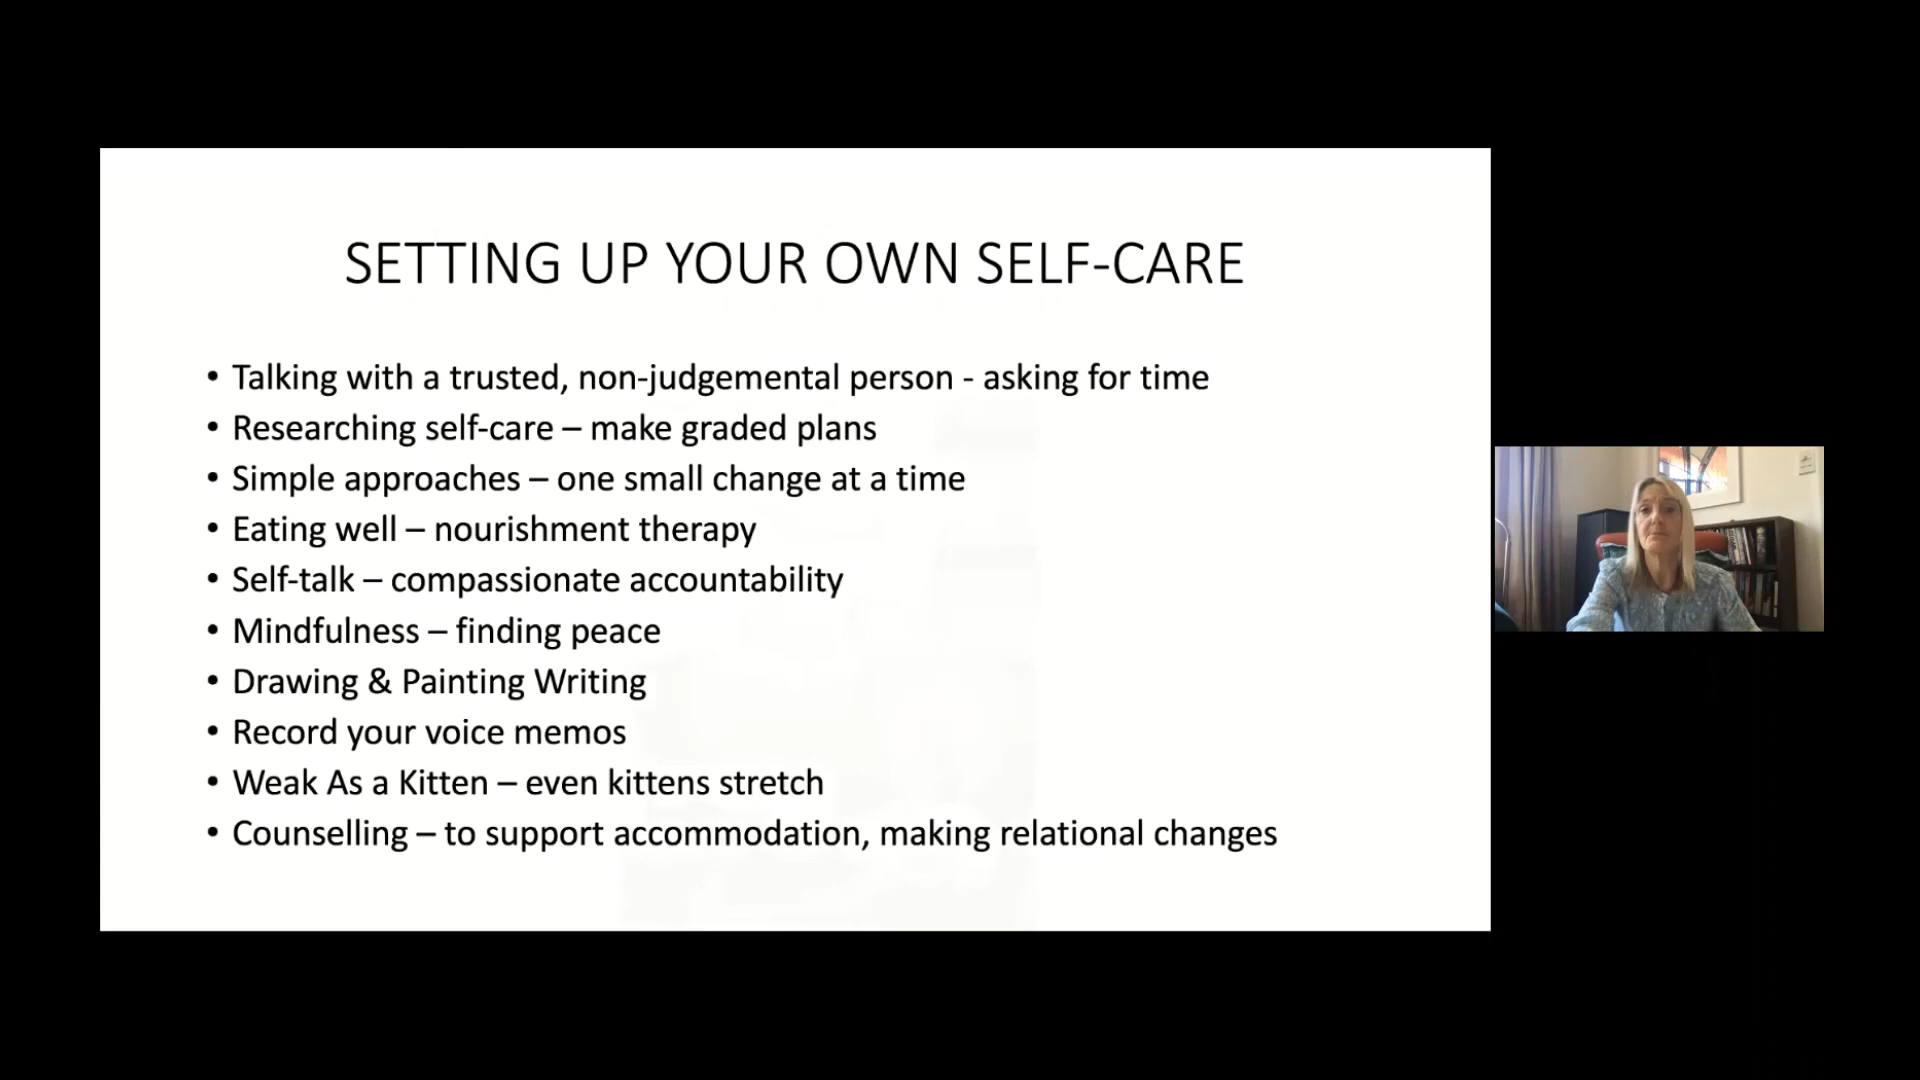 SETTING UP YOUR OWN SELF-CARE
• Talking with a trusted, non-judgemental person - asking for time
• Researching self-care – make graded plans
• Simple approaches – one small change at a time
• Eating well – nourishment therapy
• Self-talk – compassionate accountability
• Mindfulness – finding peace
• Drawing & Painting Writing
• Record your voice memos
• Weak As a Kitten – even kittens stretch
• Counselling – to support accommodation, making relational changes